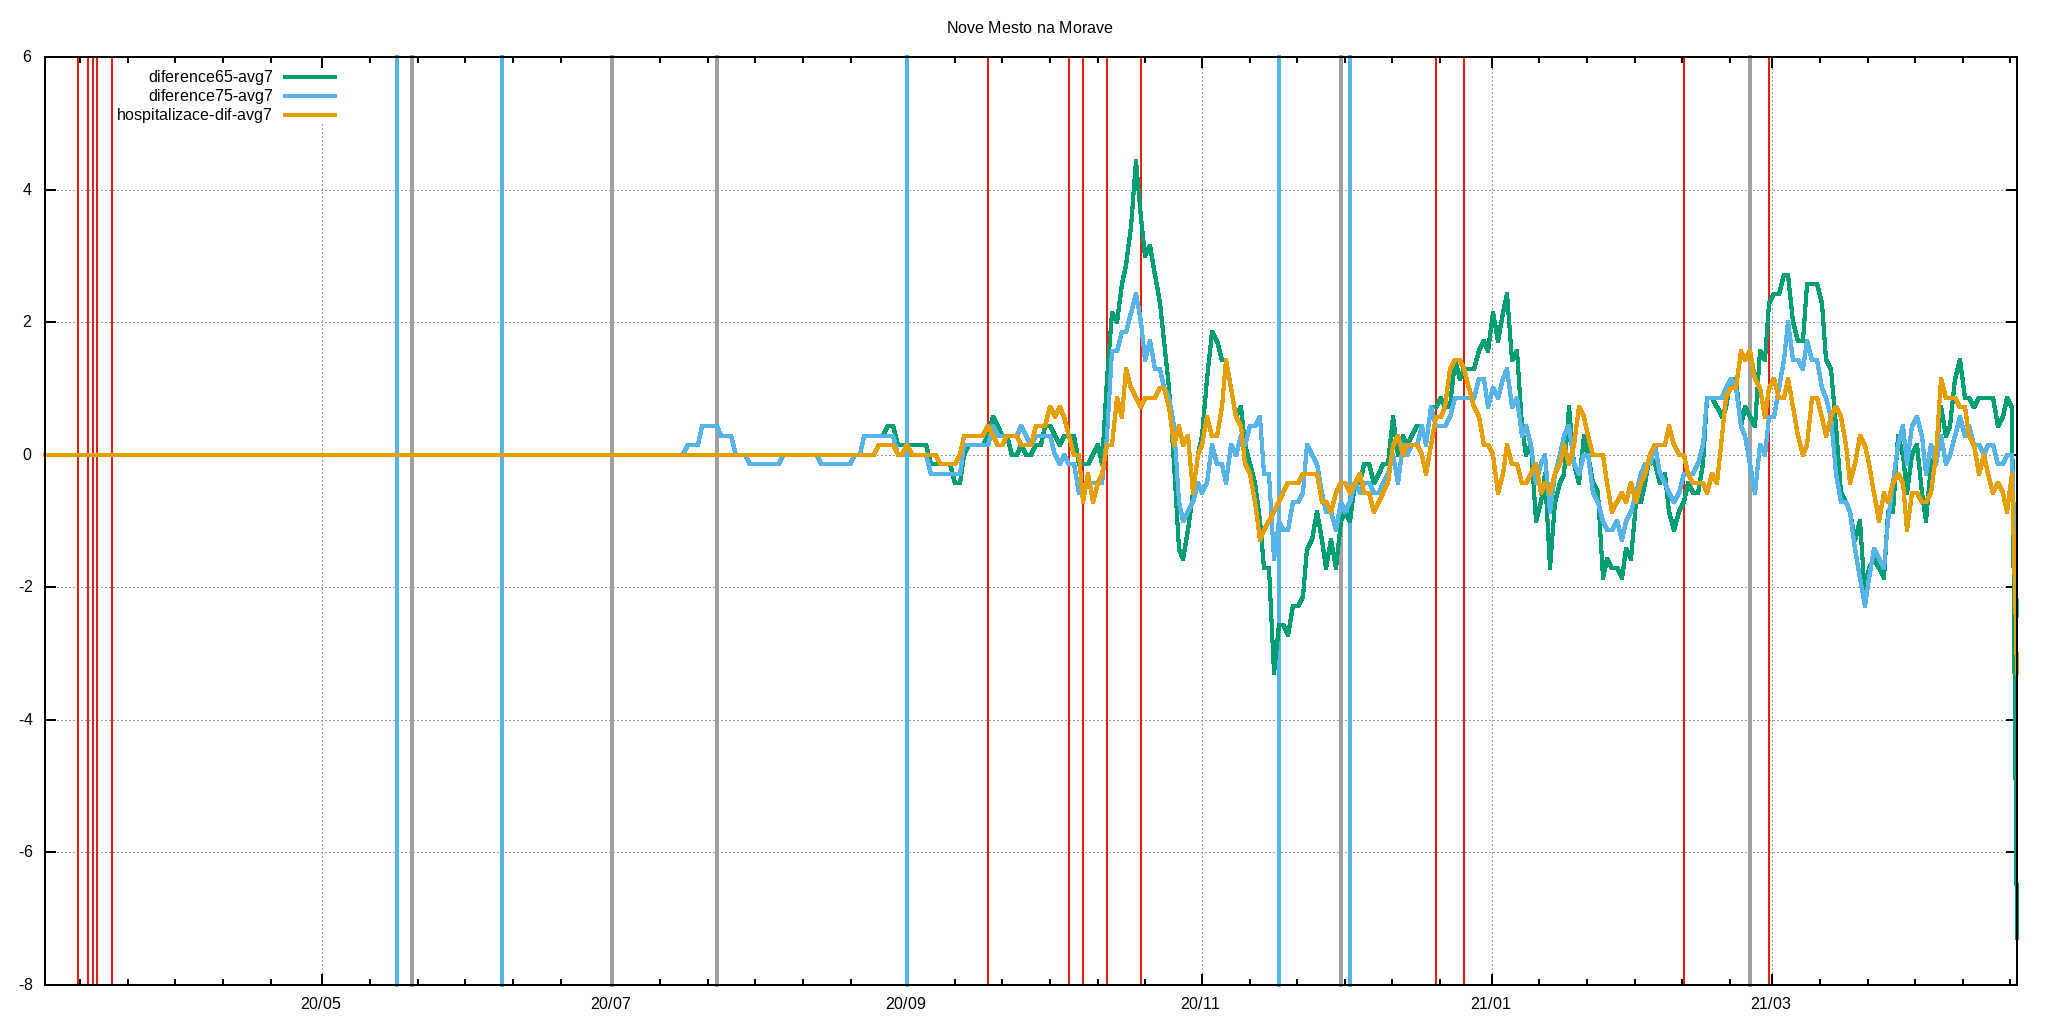 Nove Mesto na Morave
6
diference65-avg7
diference75-avg7
hospitalizace-dif-avg7
4
2
0
-2
-4
-6
-8
20/05 20/07 20/09 20/11 21/01 21/03